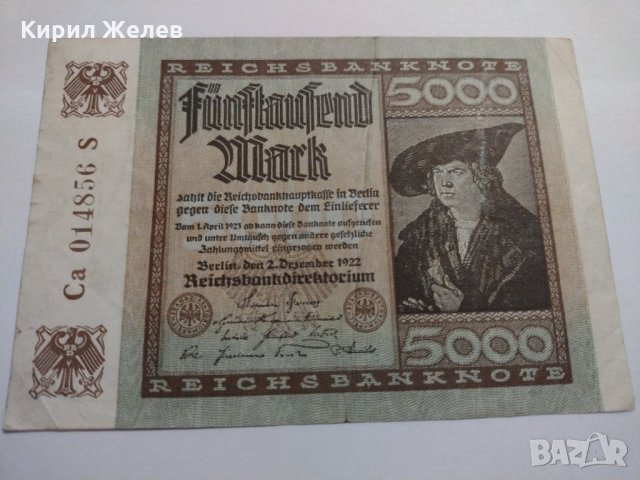 Кирил Желев
REICHSBANKNOTE
5000
Fünftausend
Mark
zahlt die Reichsbankhauptkasse in Berlin
gegen diese Banknote dem Einlieferer
Vom 1. April 1923 ab kann diese Banknote aufgerufen
und unter Umtausch gegen andere gesetzliche
Zahlungsmittel eingezogen werden
Berlin, den 2. Dezember 1922
Reichsbankdirektorium
Ca 014856 S
5000
REICHSBANKNOTE
BAZAR
bg